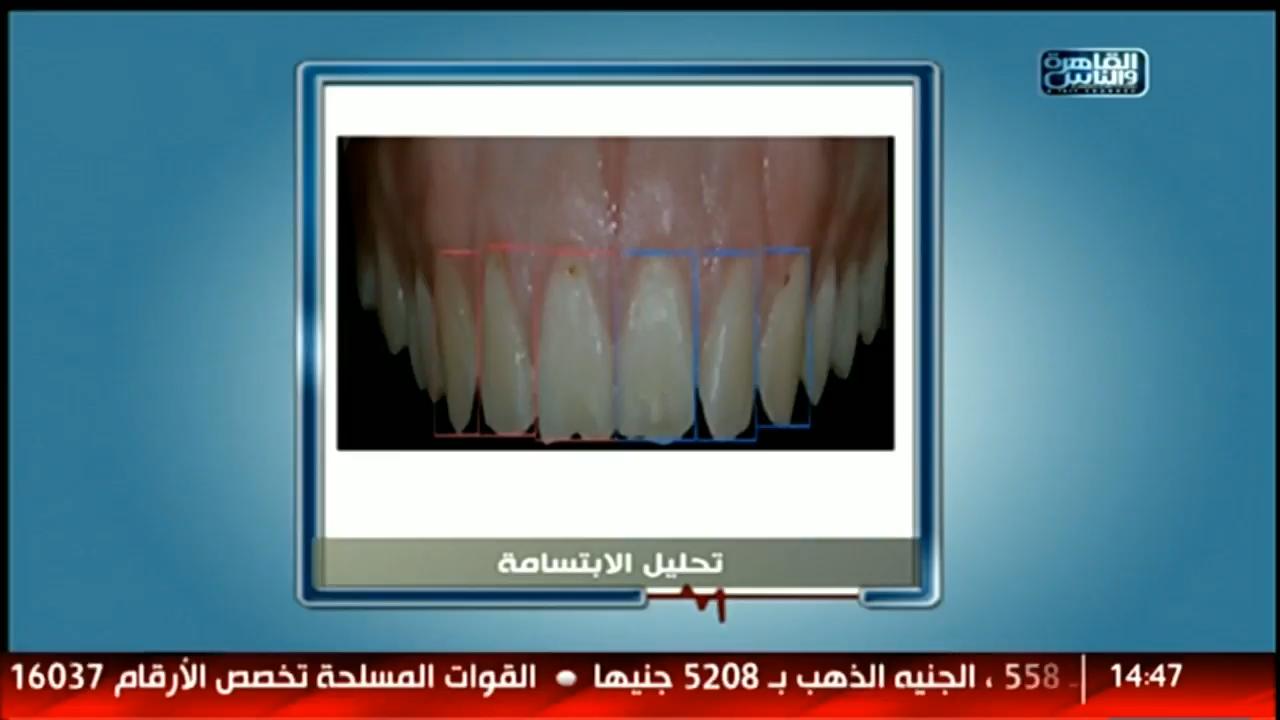 القاهرة
والناس
تحليل الابتسامة
14:47
558 ، الجنيه الذهب بـ 5208 جنيها • القوات المسلحة تخصص الأرقام 16037